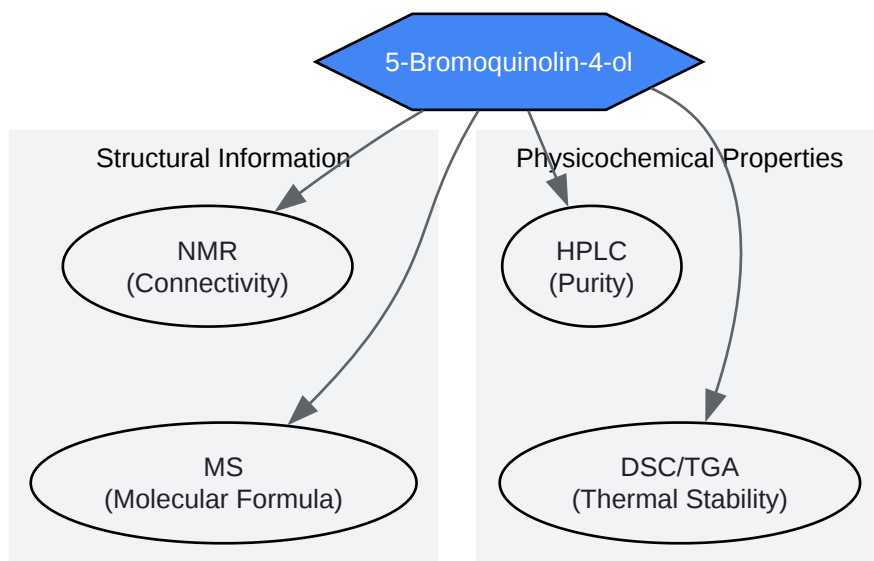 5-Bromoquinolin-4-ol
Structural Information
Physicochemical Properties
NMR
(Connectivity)
HPLC
(Purity)
MS
(Molecular Formula)
DSC/TGA
(Thermal Stability)